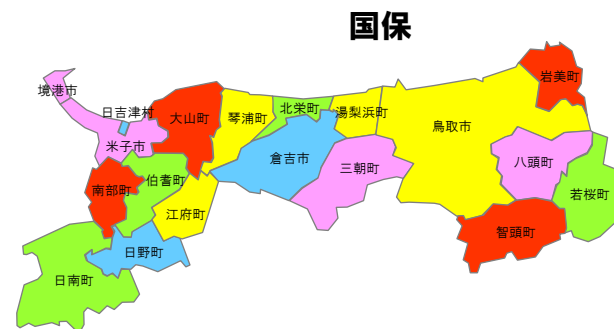 国保
岩美町
境港市
日吉津村
大山町
琴浦町
北栄町
湯梨浜町
鳥取市
米子市
倉吉市
三朝町
八頭町
南部町
伯耆町
若桜町
江府町
智頭町
日野町
日南町